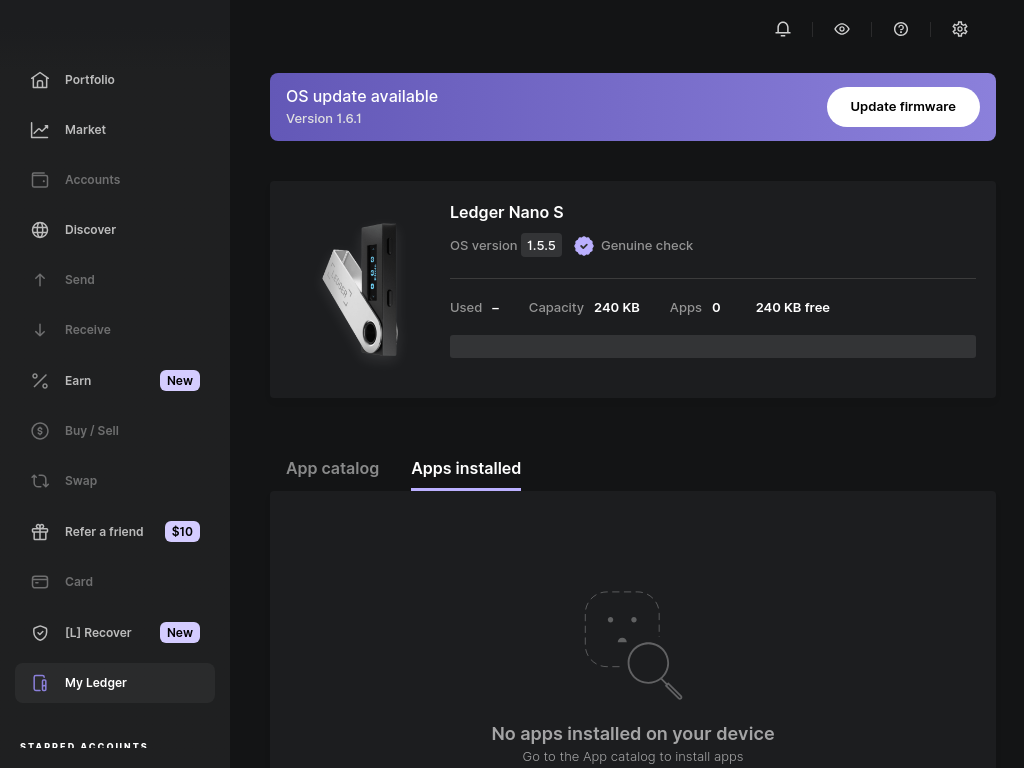 Portfolio
Market
Accounts
Discover
Send
Receive
Earn New
Buy / Sell
Swap
Refer a friend $10
Card
[L] Recover New
My Ledger
STARRED ACCOUNTS
OS update available
Version 1.6.1
Update firmware
Ledger Nano S
OS version 1.5.5 Genuine check
Used – Capacity 240 KB Apps 0 240 KB free
App catalog Apps installed
No apps installed on your device
Go to the App catalog to install apps